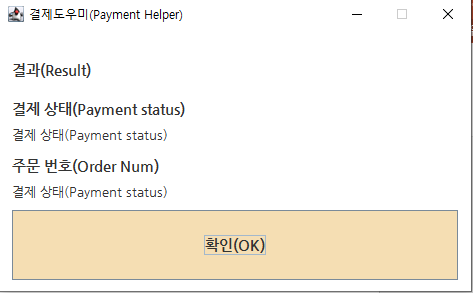 결제도우미(Payment Helper)
결과(Result)
결제 상태(Payment status)
결제 상태(Payment status)
주문 번호(Order Num)
결제 상태(Payment status)
확인(OK)